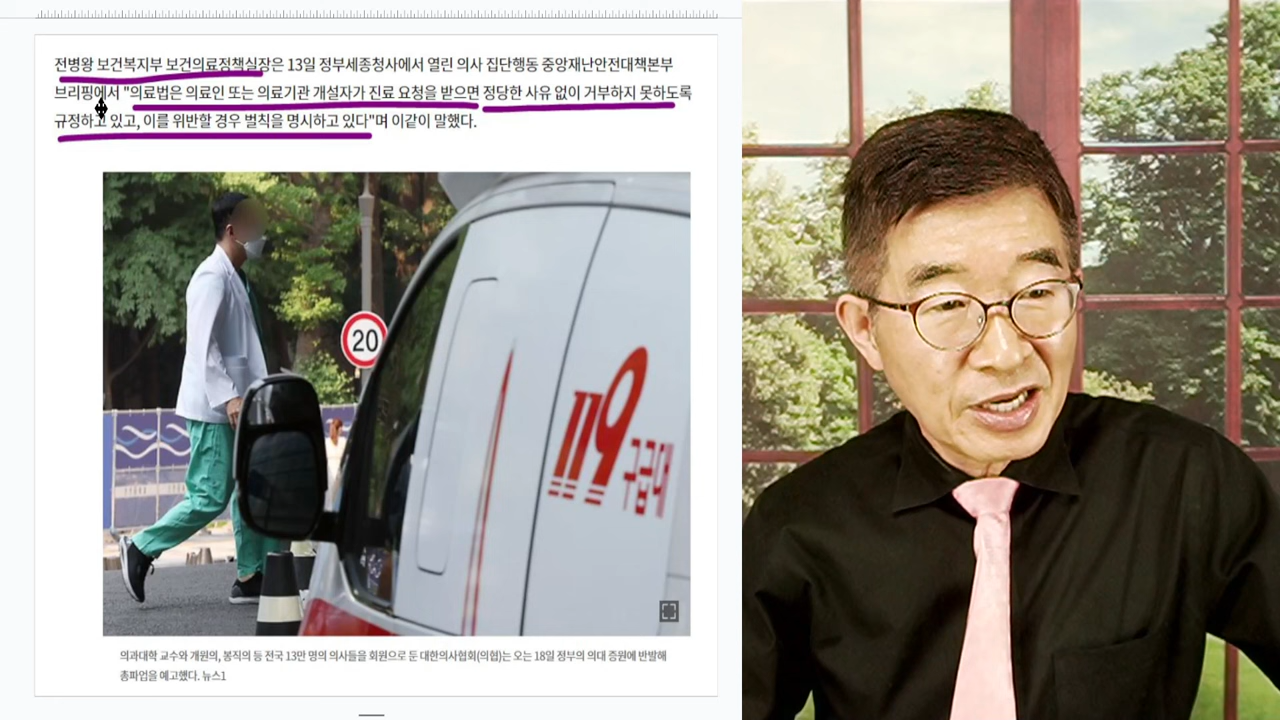 전병왕 보건복지부 보건의료정책실장은 13일 정부세종청사에서 열린 의사 집단행동 중앙재난안전대책본부
브리핑에서 "의료법은 의료인 또는 의료기관 개설자가 진료 요청을 받으면 정당한 사유 없이 거부하지 못하도록
규정하고 있고, 이를 위반할 경우 벌칙을 명시하고 있다"며 이같이 말했다.
20
119
구급대
의과대학 교수와 개원의, 봉직의 등 전국 13만 명의 의사들을 회원으로 둔 대한의사협회(의협)는 오는 18일 정부의 의대 증원에 반발해
총파업을 예고했다. 뉴스1